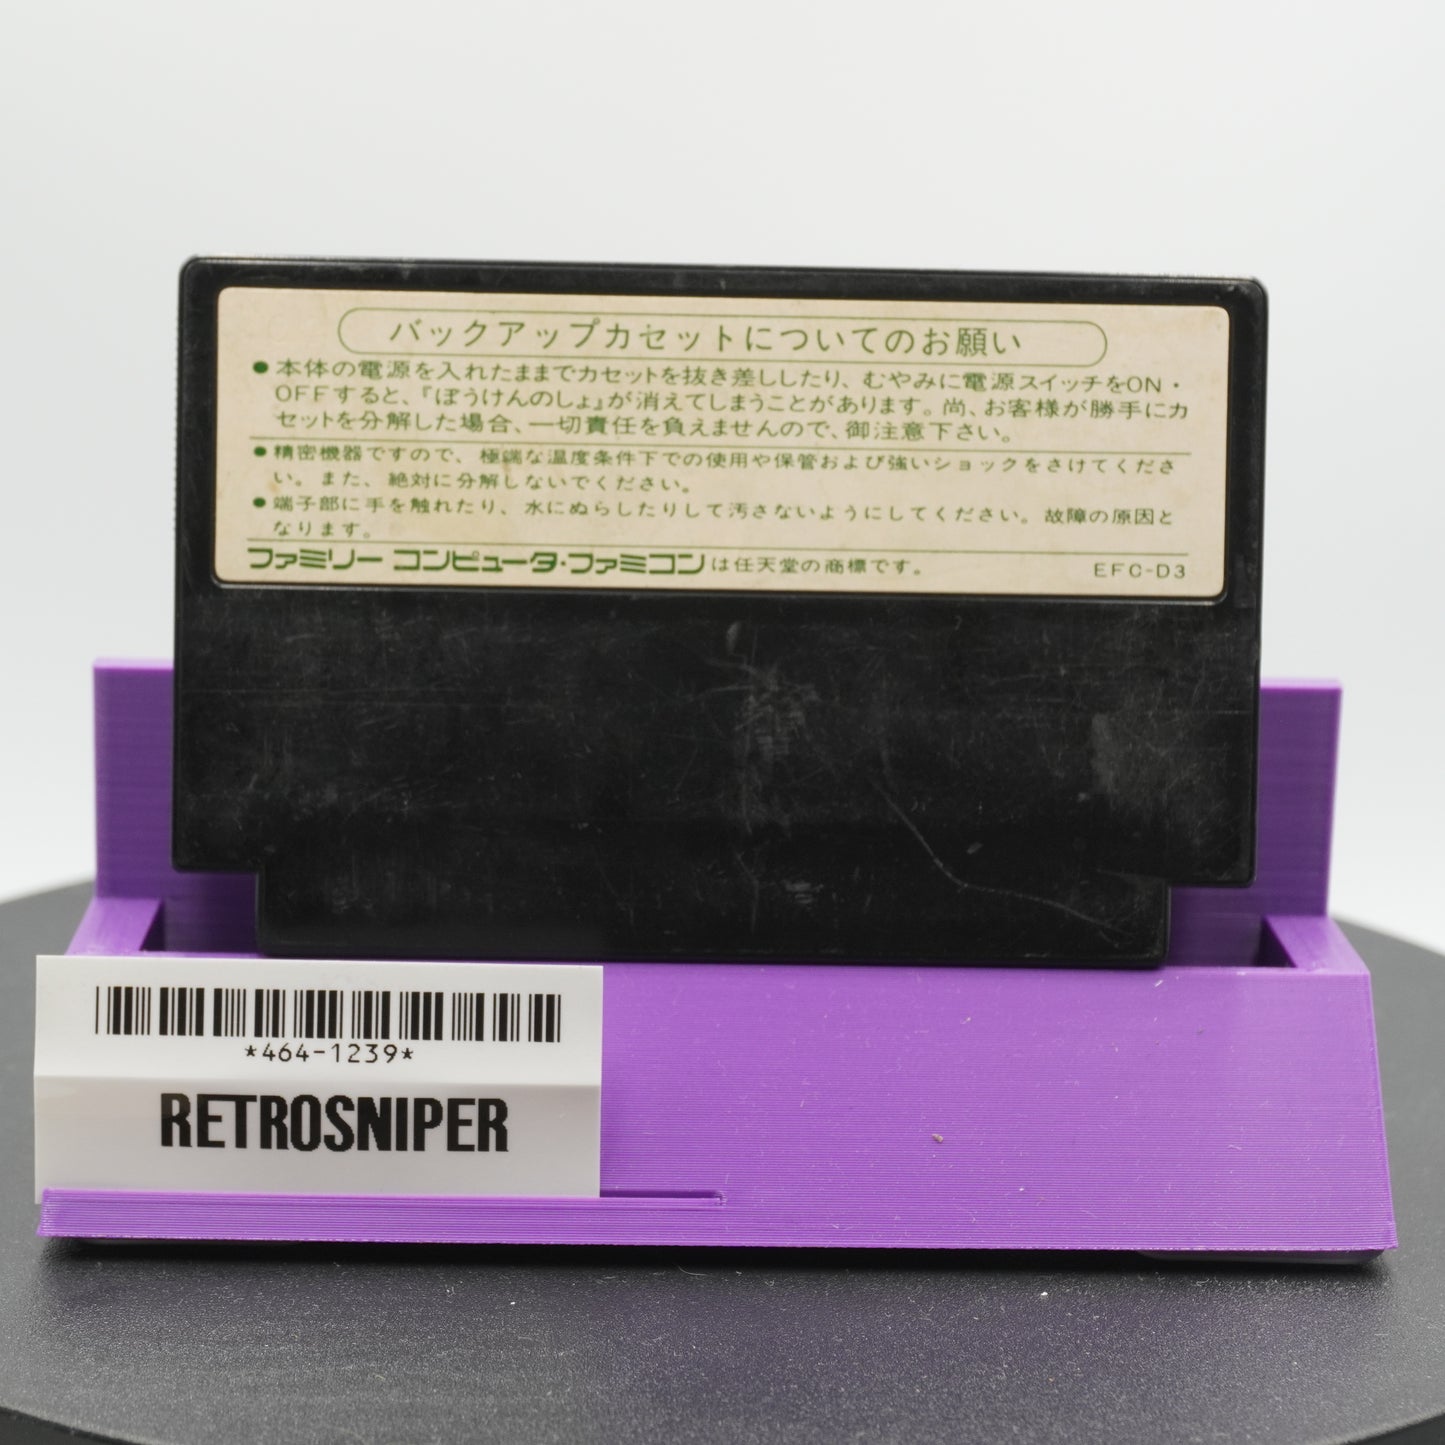 バックアップカセットについてのお願い
●本体の電源を入れたままでカセットを抜き差ししたり、むやみに電源スイッチをON・
OFFすると、『ぼうけんのしょ』が消えてしまうことがあります。尚、お客様が勝手にカ
セットを分解した場合、一切責任を負えませんので、御注意下さい。
●精密機器ですので、極端な温度条件下での使用や保管および強いショックをさけてくださ
い。また、絶対に分解しないでください。
●端子部に手を触れたり、水にぬらしたりして汚さないようにしてください。故障の原因と
なります。
ファミリー コンピュータ・ファミコンは任天堂の商標です。 EFC-D3
*464-1239*
RETROSNIPER